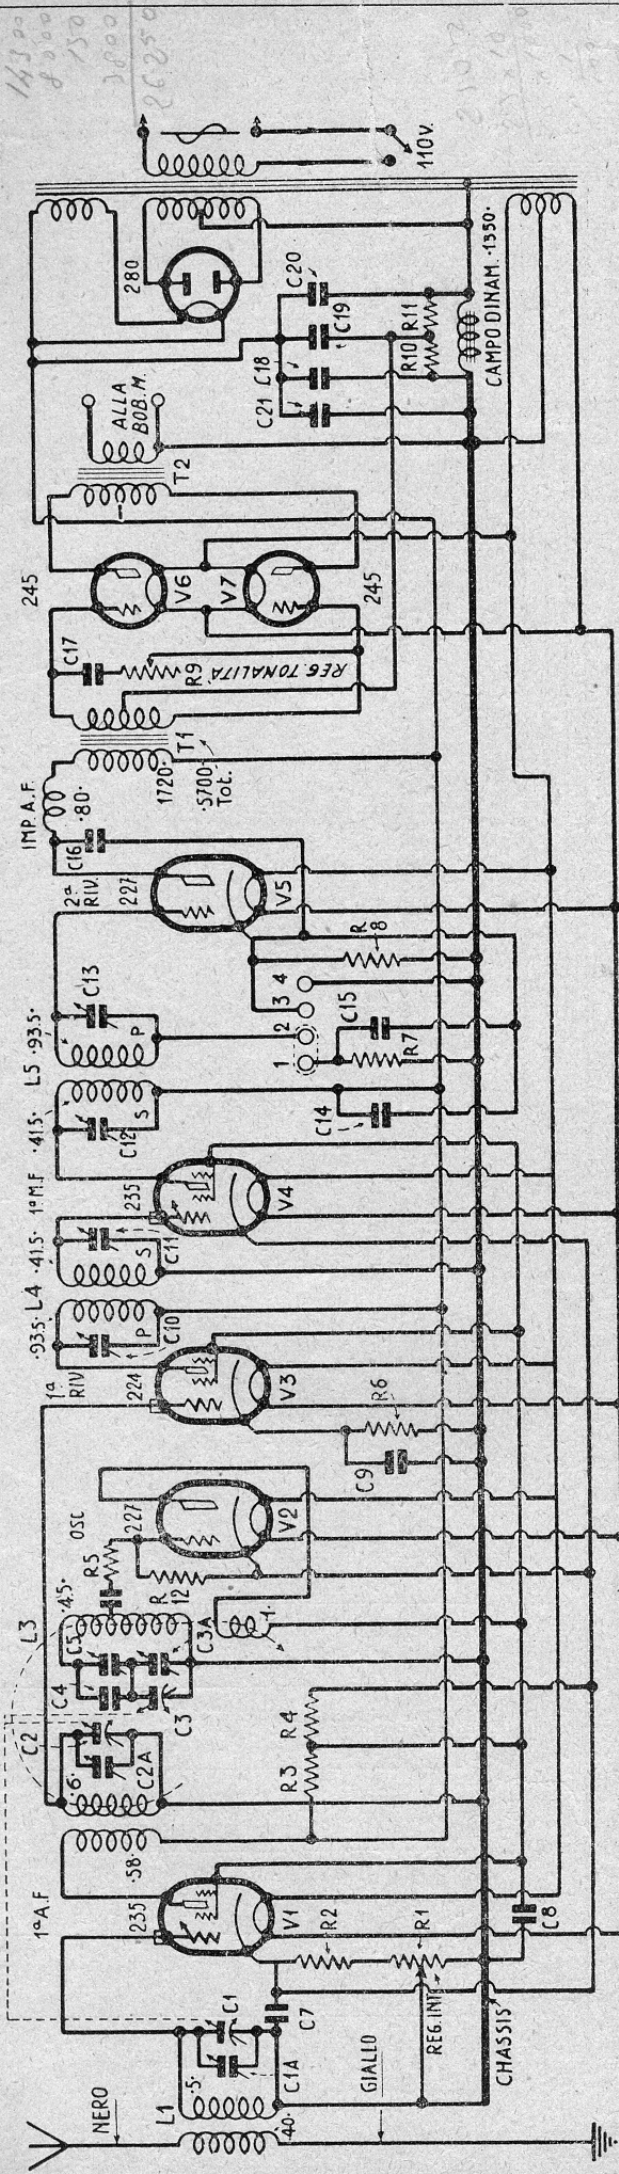 NERO
L1
.40.
.5.
C1A
C1
GIALLO
C7
REG. INT.
R1
R2
CHASSIS
C8
1ª A.F
235
V1
.58.
.6.
C2
C2A
L3
C4
C5
.4.5.
C3
C3A
.1.
R3
R4
R5
R
12
OSC
227
V2
1ª
RIV
224
V3
C9
R6
.93.5.
L4
.41.5.
P
C10
S
C11
1ª M.F
235
V4
.41.5.
L5
.93.5.
S
C12
P
C13
C14
1
2
3
4
R7
C15
R
8
2ª
RIV.
227
V5
IMP. A.F.
.80.
C16
1720.
.5700.
Tot.
T1
C17
R9
REG. TONALITÀ
245
V6
V7
245
T2
ALLA
BOB. M.
280
C21
C18
C19
C20
R10
R11
CAMPO DINAM. .1350.
110V.
150
26250